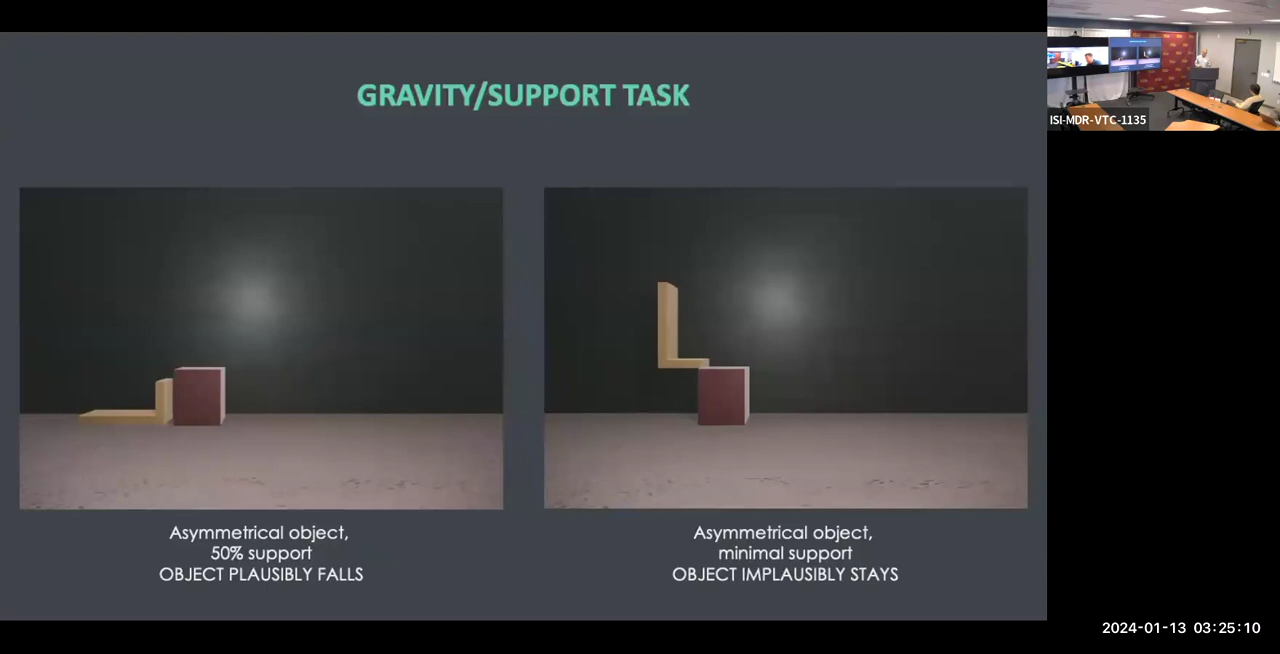 GRAVITY/SUPPORT TASK
ISI-MDR-VTC-1135
Asymmetrical object,
50% support
OBJECT PLAUSIBLY FALLS
Asymmetrical object,
minimal support
OBJECT IMPLAUSIBLY STAYS
2024-01-13 03:25:10